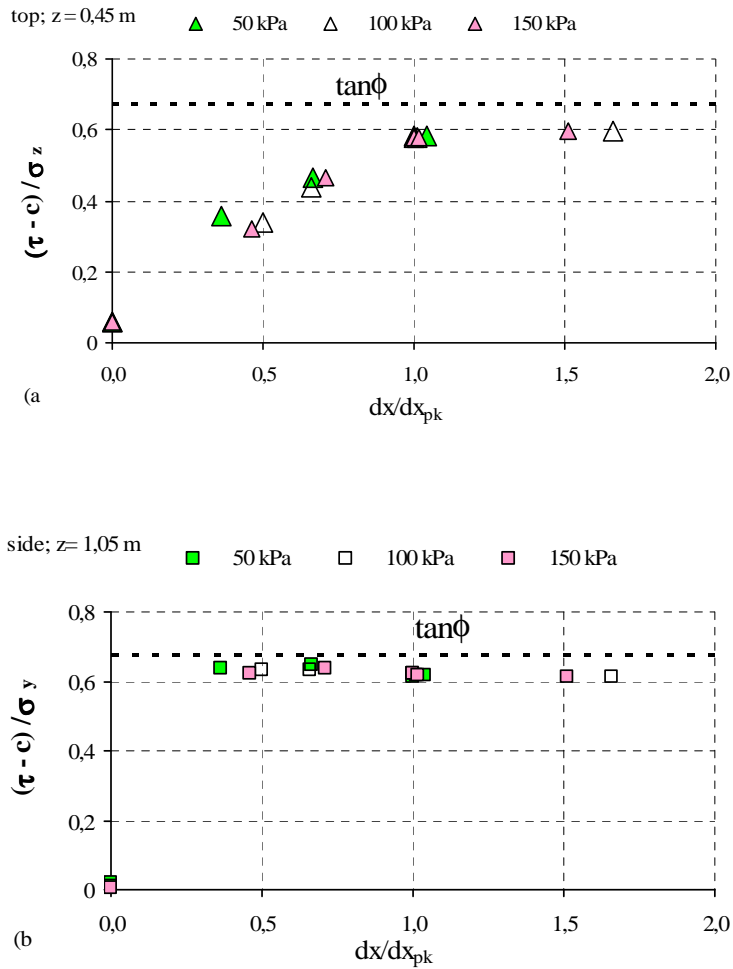 top; z = 0,45 m
50 kPa 100 kPa 150 kPa
0,8
tanϕ
0,6
(τ - c) / σ z
0,4
0,2
0
0,0 0,5 1,0 1,5 2,0
(a
dx/dxpk
side; z= 1,05 m
50 kPa 100 kPa 150 kPa
0,8
tanϕ
0,6
(τ - c) / σ y
0,4
0,2
0
0,0 0,5 1,0 1,5 2,0
(b
dx/dxpk